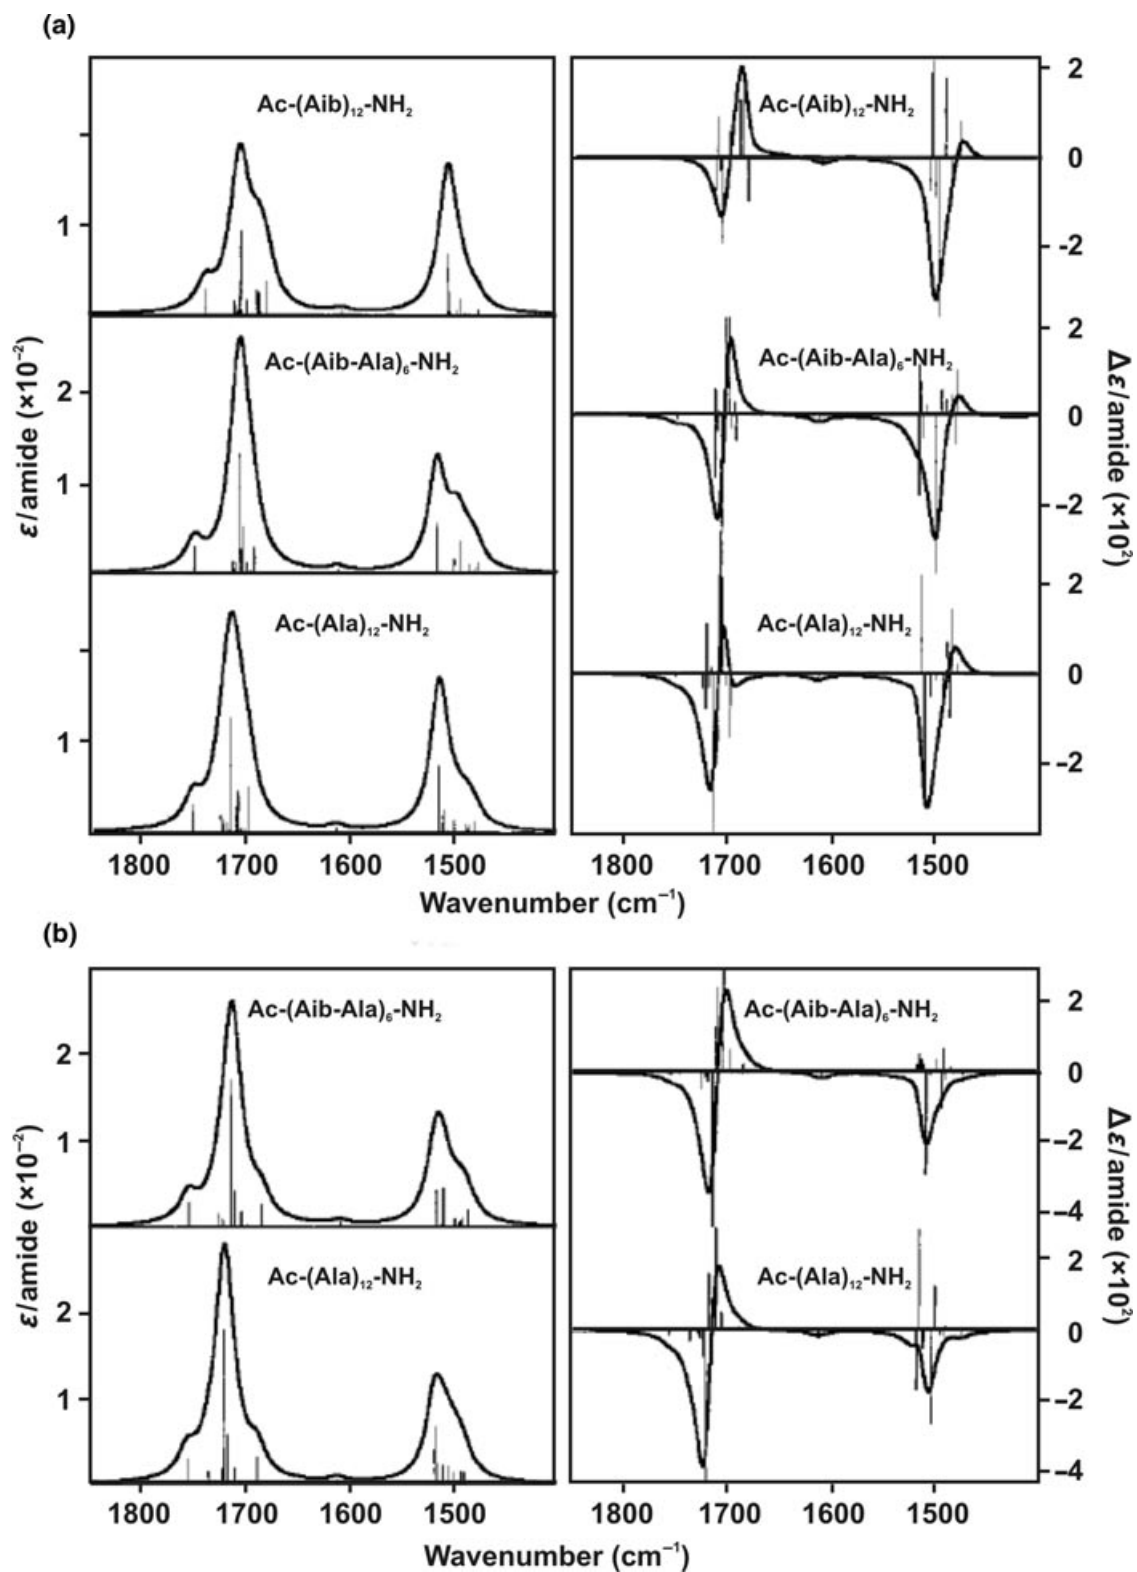 (a)
Ac-(Aib)₁₂-NH₂
1
Ac-(Aib-Ala)₆-NH₂
2
1
Ac-(Ala)₁₂-NH₂
1
ε/amide (×10⁻²)
1800 1700 1600 1500
Ac-(Aib)₁₂-NH₂
2
0
-2
Ac-(Aib-Ala)₆-NH₂
2
0
-2
Ac-(Ala)₁₂-NH₂
2
0
-2
Δε/amide (×10²)
1800 1700 1600 1500
Wavenumber (cm⁻¹)
(b)
Ac-(Aib-Ala)₆-NH₂
2
1
Ac-(Ala)₁₂-NH₂
2
1
ε/amide (×10⁻²)
1800 1700 1600 1500
Ac-(Aib-Ala)₆-NH₂
2
0
-2
-4
Ac-(Ala)₁₂-NH₂
2
0
-2
-4
Δε/amide (×10²)
1800 1700 1600 1500
Wavenumber (cm⁻¹)